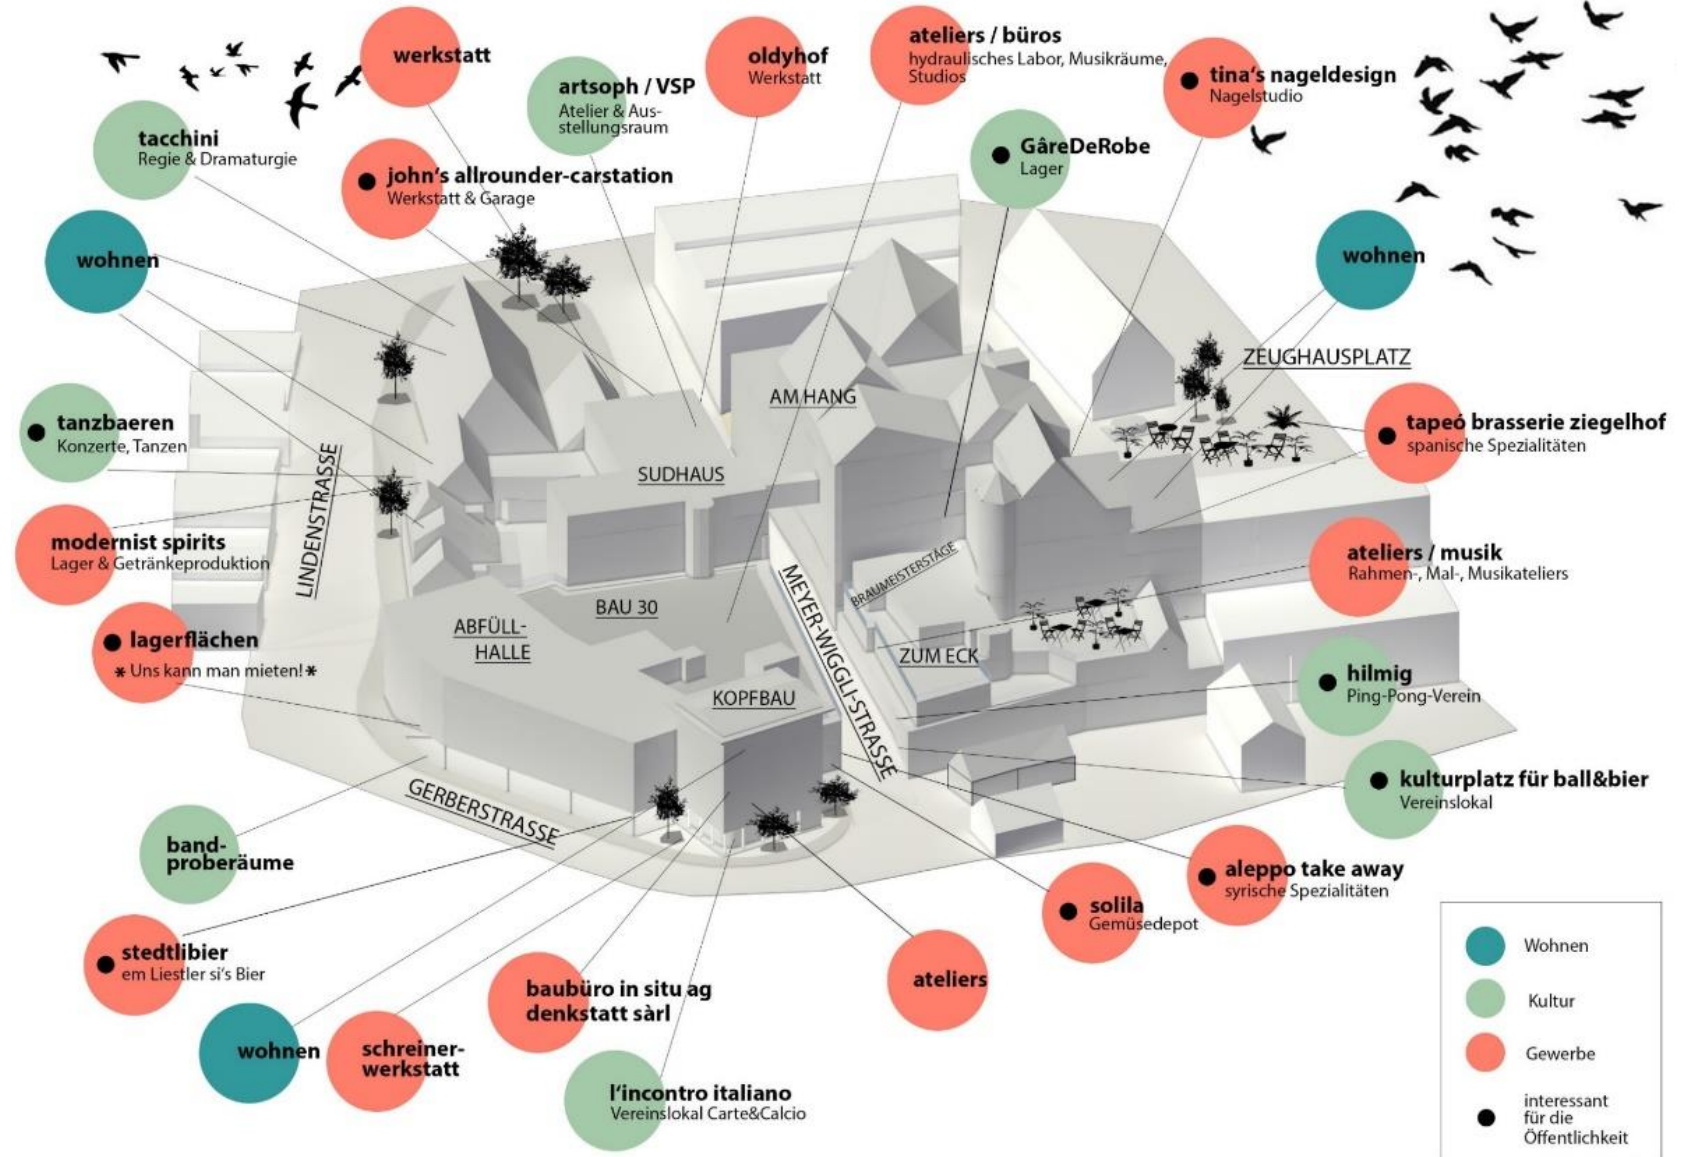 werkstatt
oldyhof
Werkstatt
ateliers / büros
hydraulisches Labor, Musikräume,
Studios
tina's nageldesign
Nagelstudio
artsoph / VSP
Atelier & Aus-
stellungsraum
tacchini
Regie & Dramaturgie
john's allrounder-carstation
Werkstatt & Garage
GâreDeRobe
Lager
wohnen
wohnen
ZEUGHAUSPLATZ
AM HANG
tanzbaeren
Konzerte, Tanzen
tapeó brasserie ziegelhof
spanische Spezialitäten
SUDHAUS
LINDENSTRASSE
modernist spirits
Lager & Getränkeproduktion
ateliers / musik
Rahmen-, Mal-, Musikateliers
BRAUMEISTERSTÄGE
MEYER-WIGGLI-STRASSE
BAU 30
ABFÜLL-
HALLE
ZUM ECK
KOPFBAU
lagerflächen
* Uns kann man mieten! *
hilmig
Ping-Pong-Verein
kulturplatz für ball&bier
Vereinslokal
GERBERSTRASSE
band-
proberäume
aleppo take away
syrische Spezialitäten
solila
Gemüsedepot
stedtlibier
em Liestler si's Bier
ateliers
baubüro in situ ag
denkstatt sàrl
wohnen
schreiner-
werkstatt
l'incontro italiano
Vereinslokal Carte&Calcio
Wohnen
Kultur
Gewerbe
interessant
für die
Öffentlichkeit